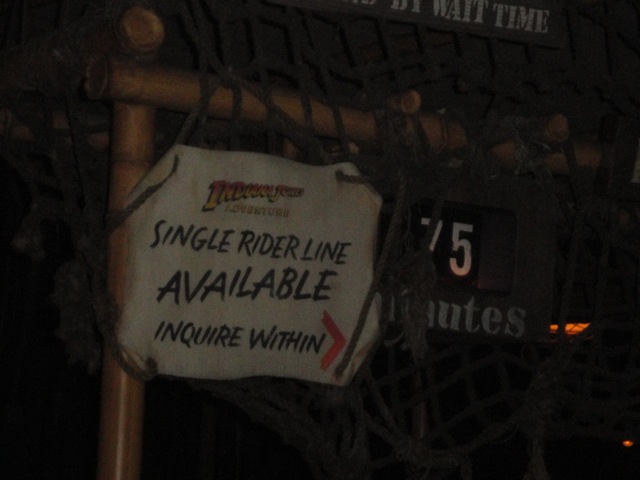 BY WAIT TIME
INDIANA JONES
ADVENTURE
SINGLE RIDER LINE
AVAILABLE
INQUIRE WITHIN
75
minutes